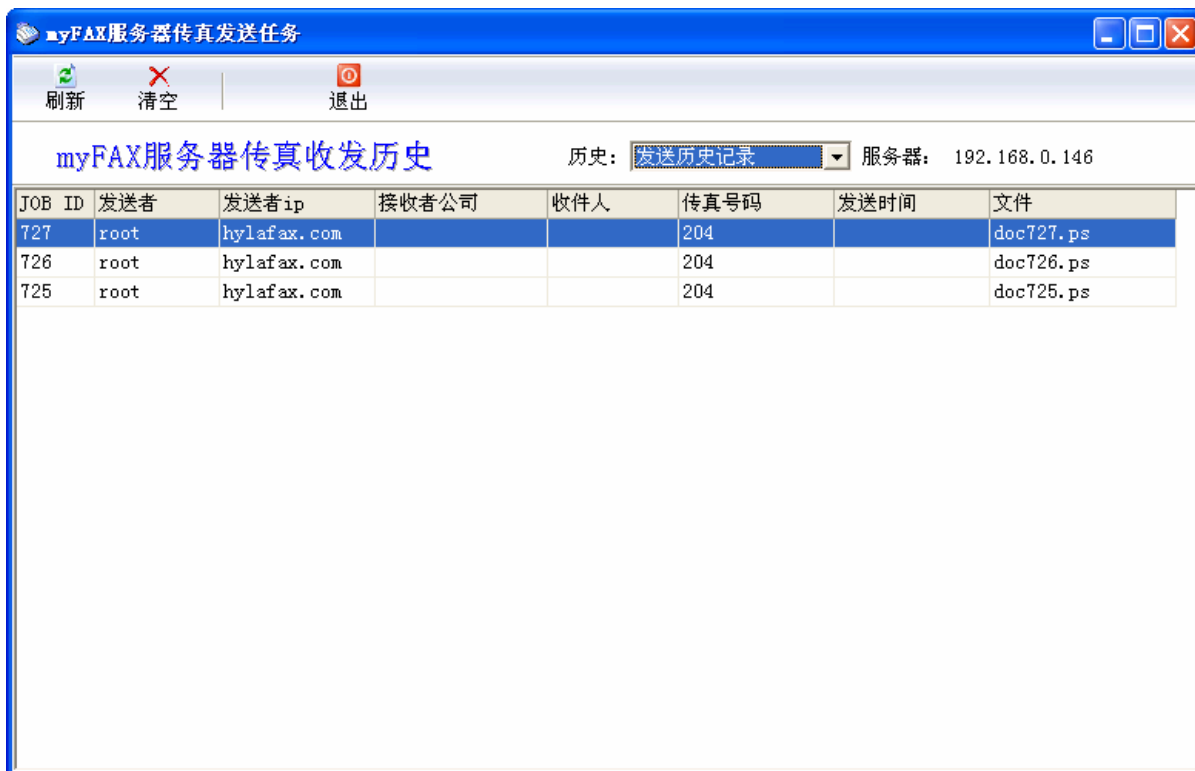 myFAX服务器传真发送任务
刷新 清空 退出
myFAX服务器传真收发历史 历史: 发送历史记录 服务器: 192.168.0.146
JOB ID 发送者 发送者ip 接收者公司 收件人 传真号码 发送时间 文件
727 root hylafax.com 204 doc727.ps
726 root hylafax.com 204 doc726.ps
725 root hylafax.com 204 doc725.ps